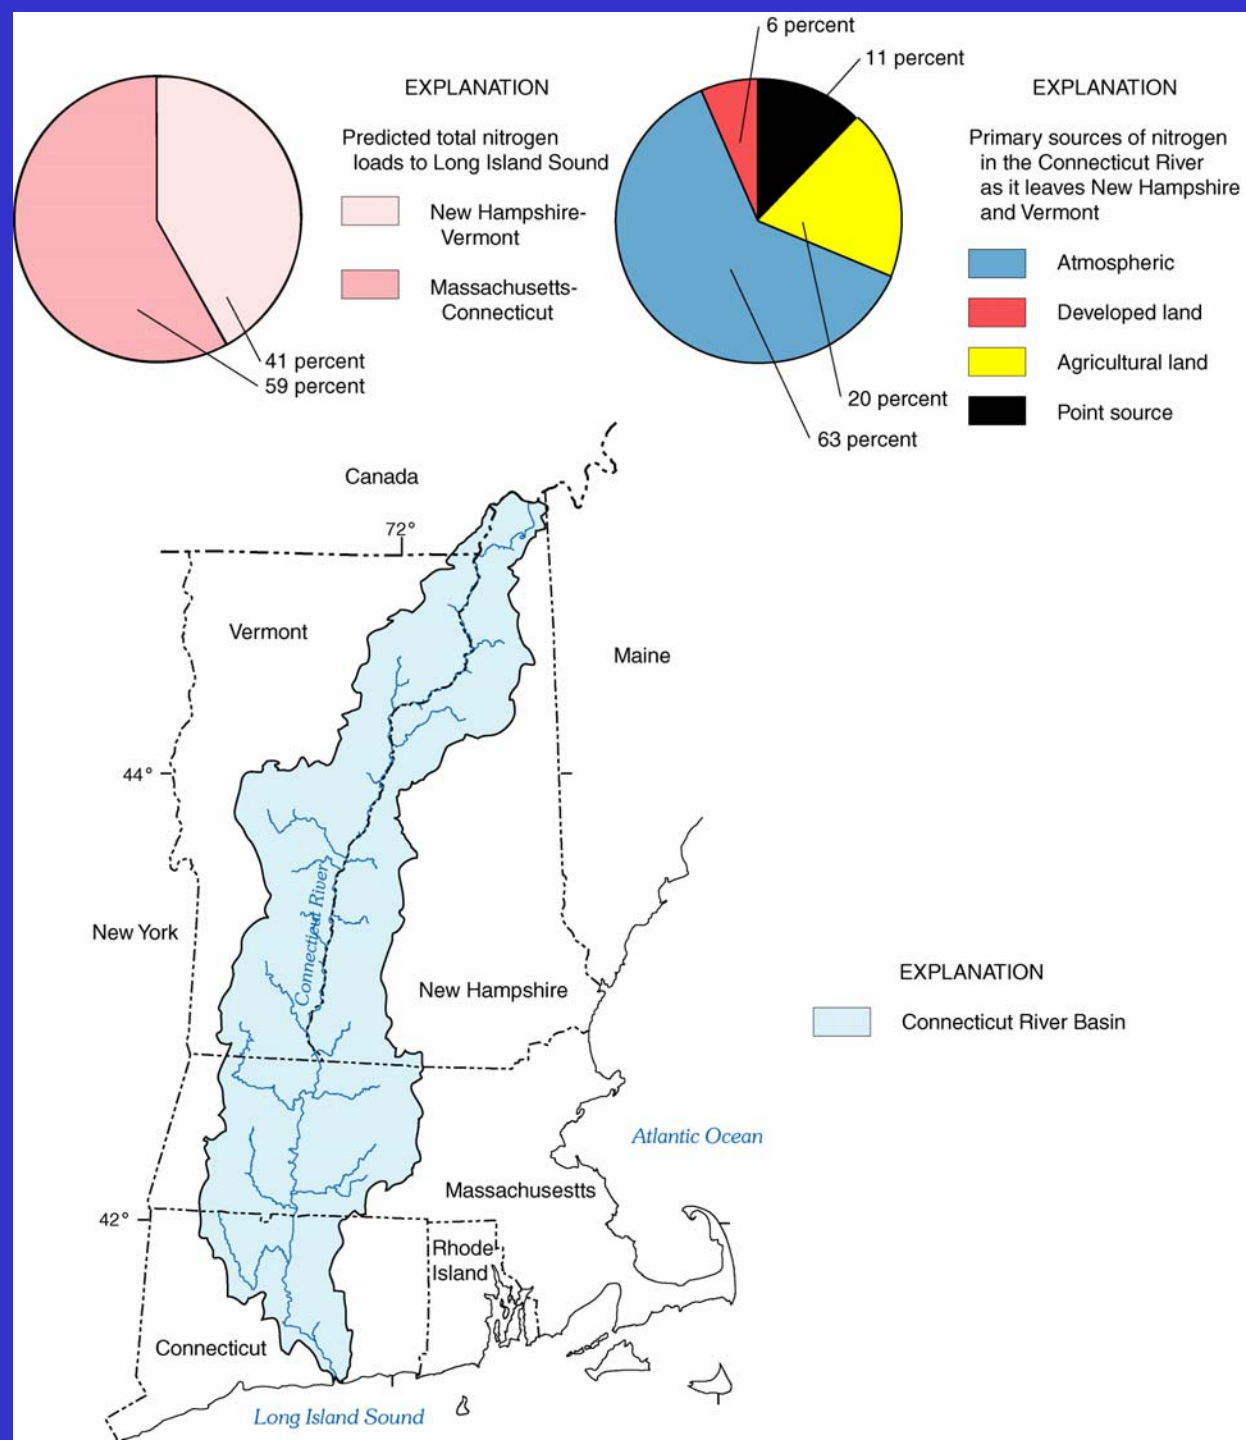 6 percent
11 percent
EXPLANATION
Predicted total nitrogen
loads to Long Island Sound
New Hampshire-
Vermont
Massachusetts-
Connecticut
41 percent
59 percent
EXPLANATION
Primary sources of nitrogen
in the Connecticut River
as it leaves New Hampshire
and Vermont
Atmospheric
Developed land
Agricultural land
Point source
20 percent
63 percent
Canada
72°
Vermont
Maine
44°
Connecticut River
New York
New Hampshire
EXPLANATION
Connecticut River Basin
Atlantic Ocean
Massachusestts
42°
Rhode
Island
Connecticut
Long Island Sound